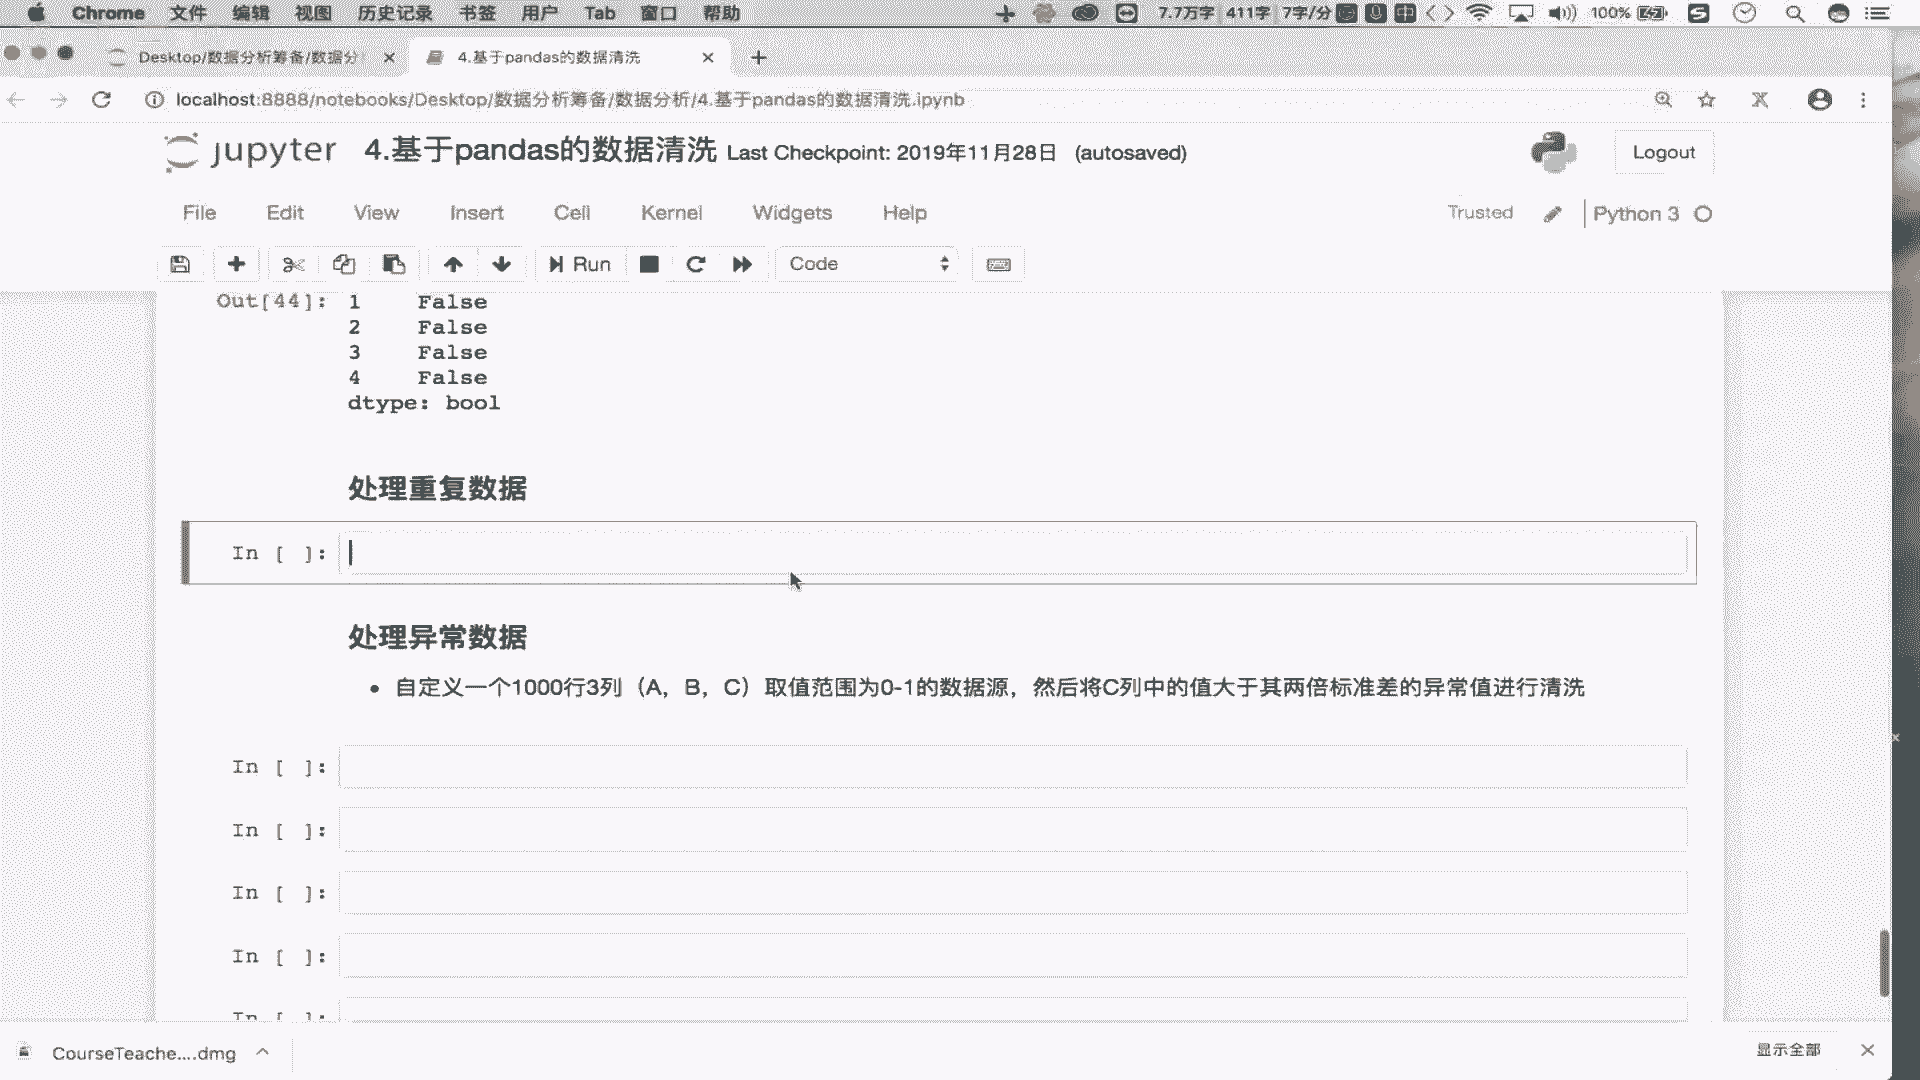 Chrome 文件 编辑 视图 历史记录 书签 用户 Tab 窗口 帮助 7.7万字 411字 7字/分 中 100%
Desktop/数据分析筹备/数据分 4.基于pandas的数据清洗
localhost:8888/notebooks/Desktop/数据分析筹备/数据分析/4.基于pandas的数据清洗.ipynb
jupyter 4.基于pandas的数据清洗 Last Checkpoint: 2019年11月28日 (autosaved) Logout
File Edit View Insert Cell Kernel Widgets Help Trusted Python 3
Run Code
Out[44]: 1 False
2 False
3 False
4 False
dtype: bool
处理重复数据
In [ ]:
处理异常数据
• 自定义一个1000行3列（A，B，C）取值范围为0-1的数据源，然后将C列中的值大于其两倍标准差的异常值进行清洗
In [ ]:
In [ ]:
In [ ]:
In [ ]:
In [ ]:
CourseTeache....dmg 显示全部